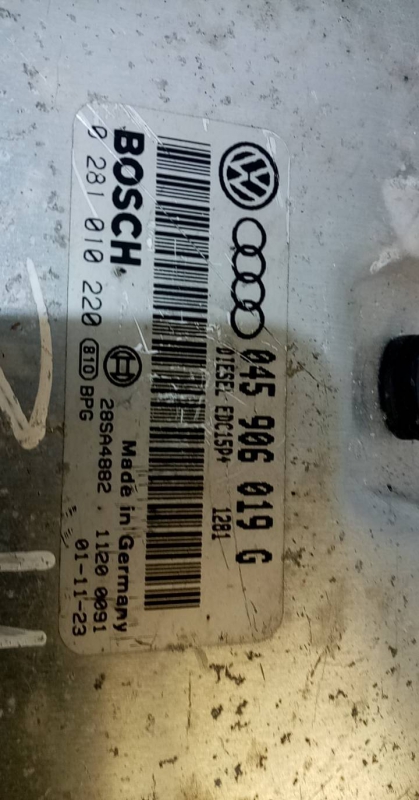 VW
045 906 019 G
DIESEL EDC15P+ 1281
BOSCH
Made in Germany
0 281 010 220
810
BPG
28SA4882 . 1120 0091
01-11-23